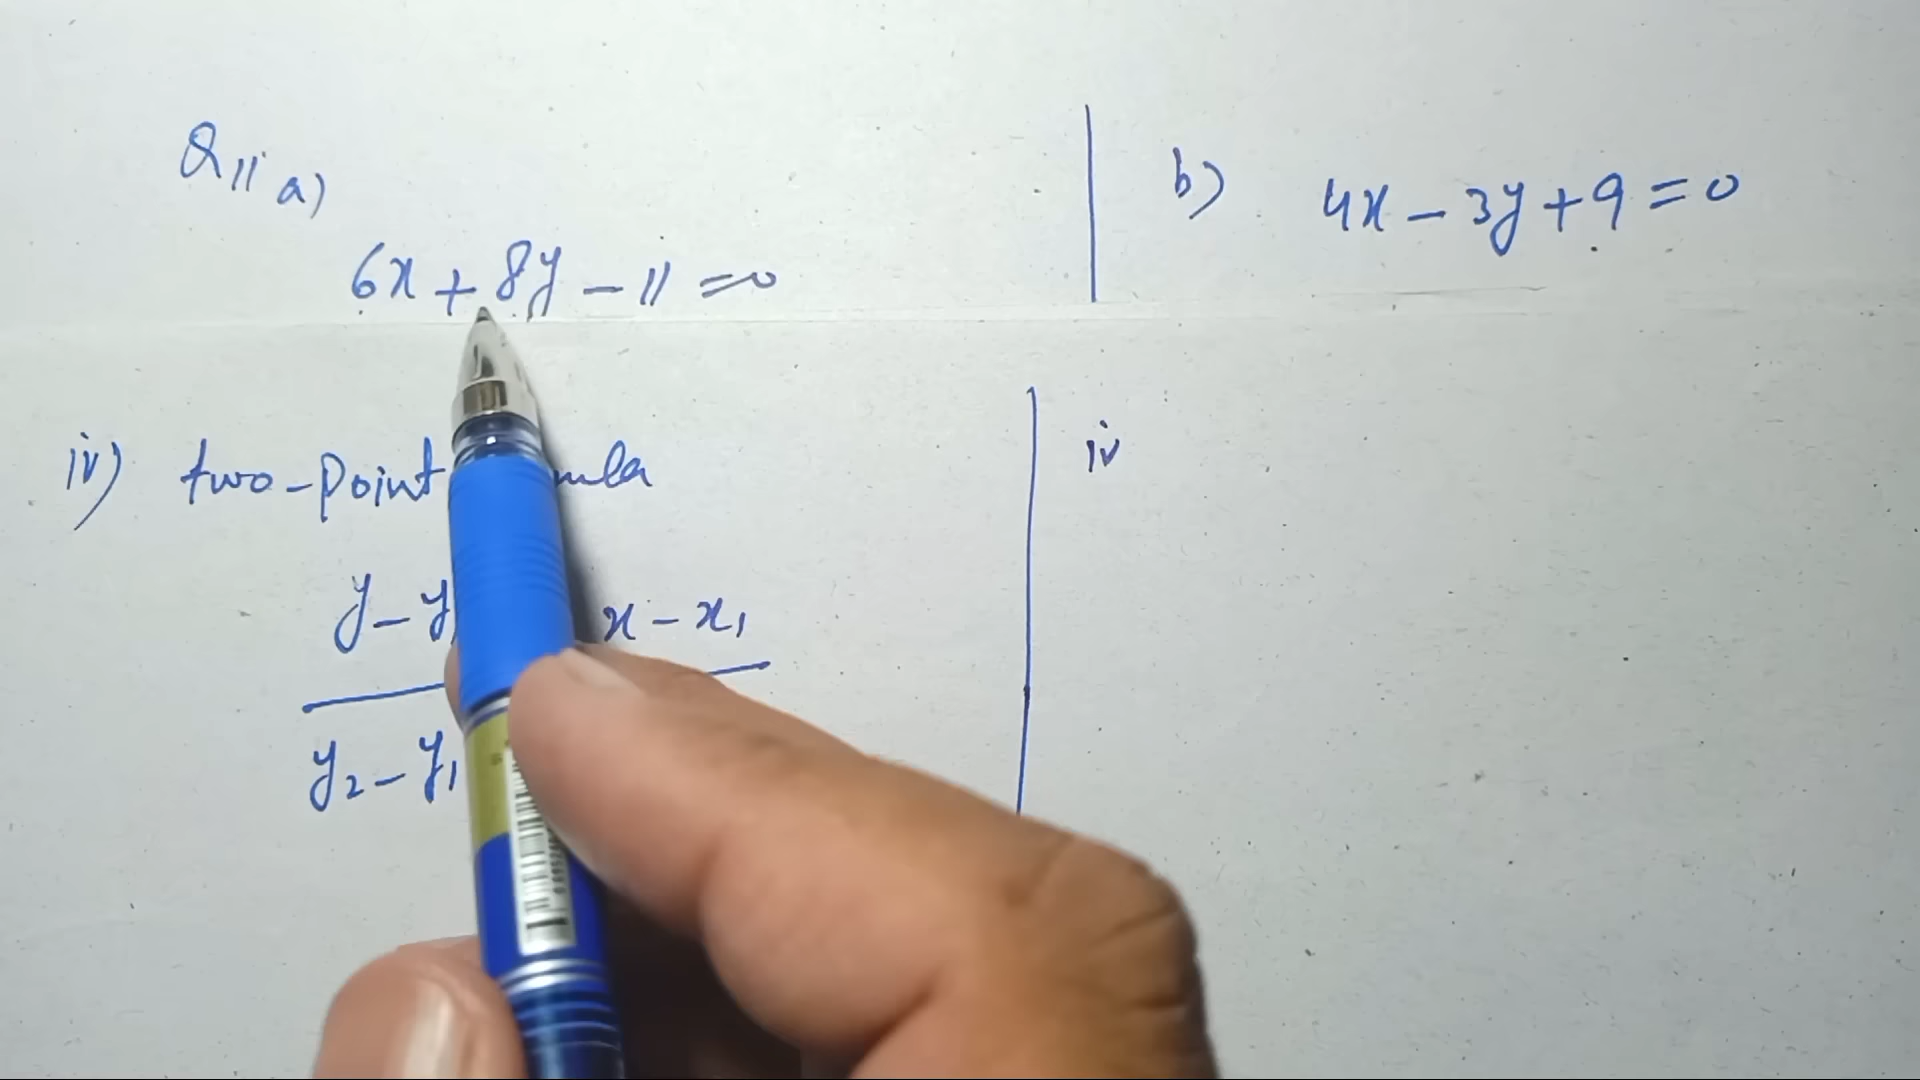 Q11 a)
6x + 8y - 11 = 0
b) 4x - 3y + 9 = 0
iv) two-Point
y - y x - x₁
y₂ - y₁
iv